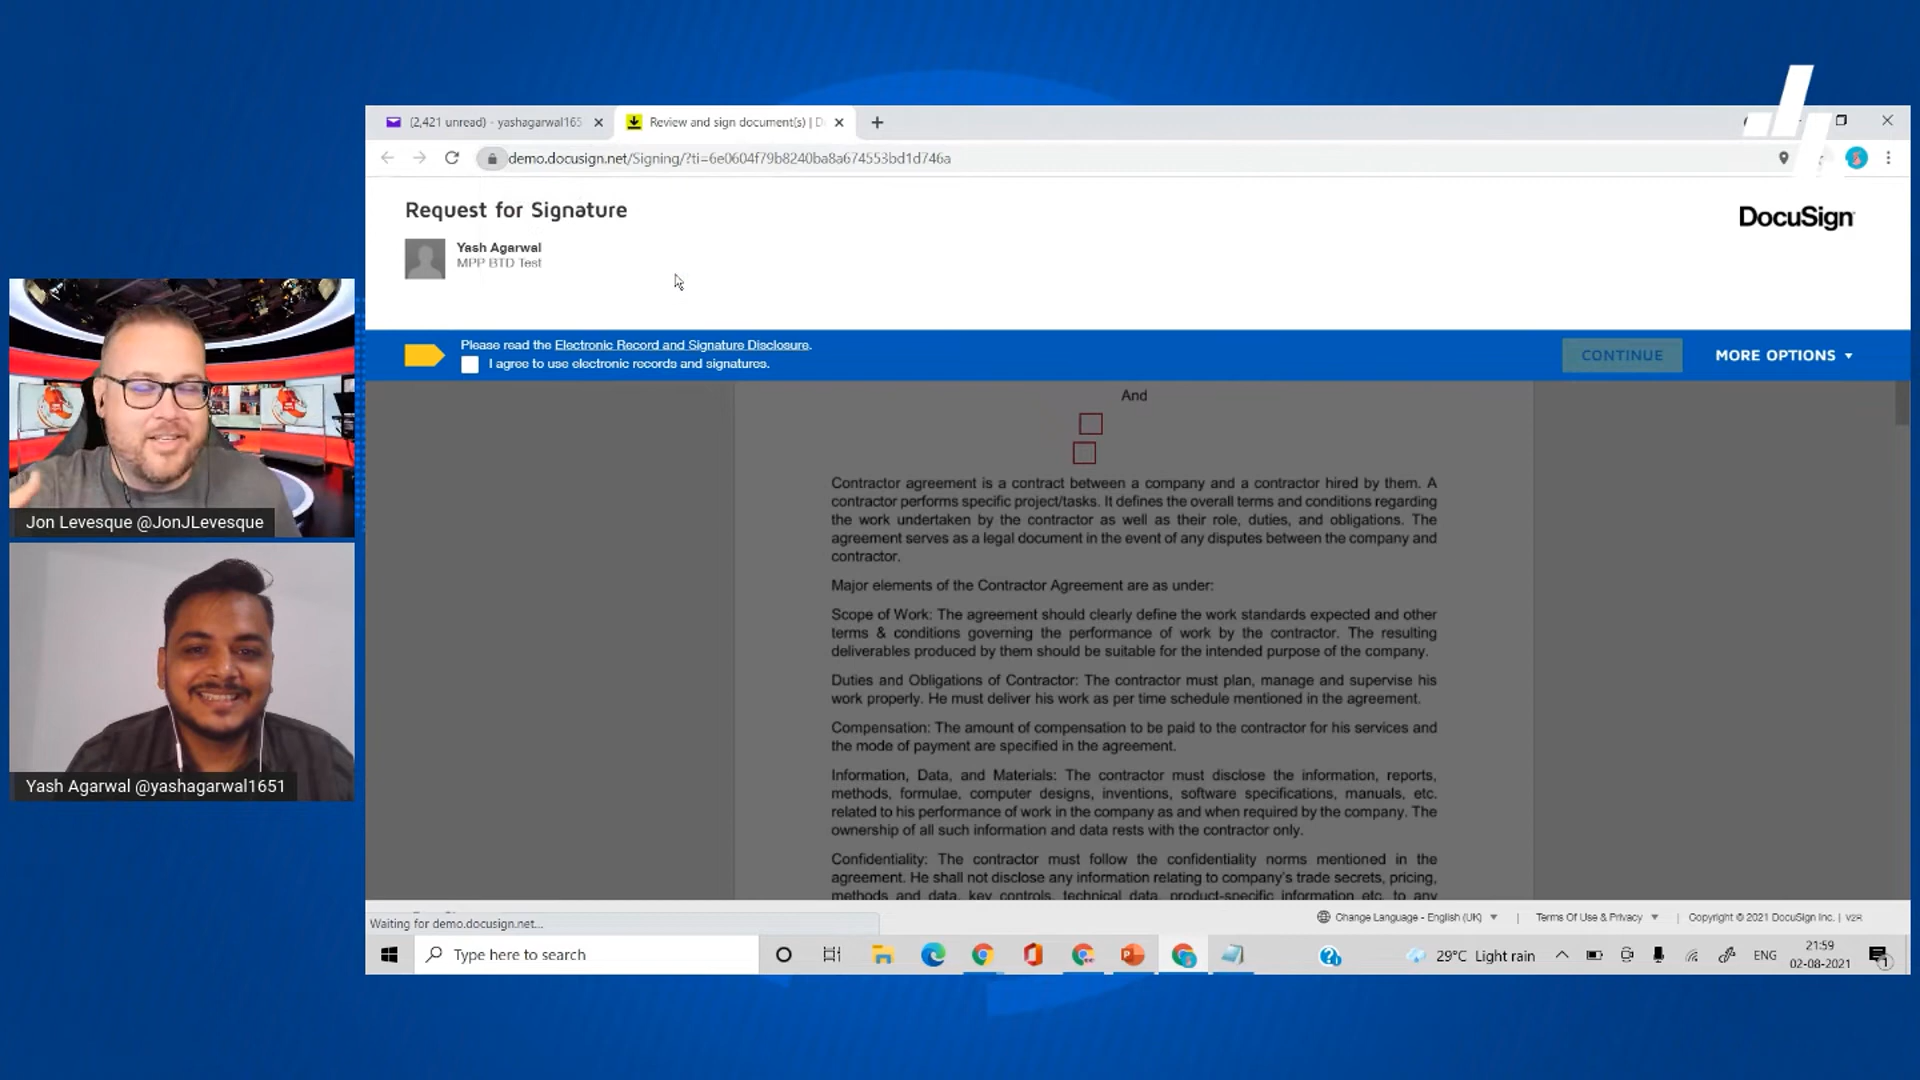 (2,421 unread) - yashagarwal165
Review and sign document(s) | D
demo.docusign.net/Signing/?ti=6e0604f79b8240ba8a674553bd1d746a
Request for Signature
DocuSign
Yash Agarwal
MPP BTD Test
Please read the Electronic Record and Signature Disclosure.
I agree to use electronic records and signatures.
CONTINUE
MORE OPTIONS
And
Contractor agreement is a contract between a company and a contractor hired by them. A
contractor performs specific project/tasks. It defines the overall terms and conditions regarding
the work undertaken by the contractor as well as their role, duties, and obligations. The
agreement serves as a legal document in the event of any disputes between the company and
contractor.
Major elements of the Contractor Agreement are as under:
Scope of Work: The agreement should clearly define the work standards expected and other
terms & conditions governing the performance of work by the contractor. The resulting
deliverables produced by them should be suitable for the intended purpose of the company.
Duties and Obligations of Contractor: The contractor must plan, manage and supervise his
work properly. He must deliver his work as per time schedule mentioned in the agreement.
Compensation: The amount of compensation to be paid to the contractor for his services and
the mode of payment are specified in the agreement.
Information, Data, and Materials: The contractor must disclose the information, reports,
methods, formulae, computer designs, inventions, software specifications, manuals, etc.
related to his performance of work in the company as and when required by the company. The
ownership of all such information and data rests with the contractor only.
Confidentiality: The contractor must follow the confidentiality norms mentioned in the
agreement. He shall not disclose any information relating to company's trade secrets, pricing,
methods and data, key controls, technical data, product-specific information etc. to any
Waiting for demo.docusign.net...
Change Language - English (UK) | Terms Of Use & Privacy | Copyright © 2021 DocuSign Inc. | V2R
Type here to search
29°C Light rain
ENG
21:59
02-08-2021
1
Jon Levesque @JonJLevesque
Yash Agarwal @yashagarwal1651